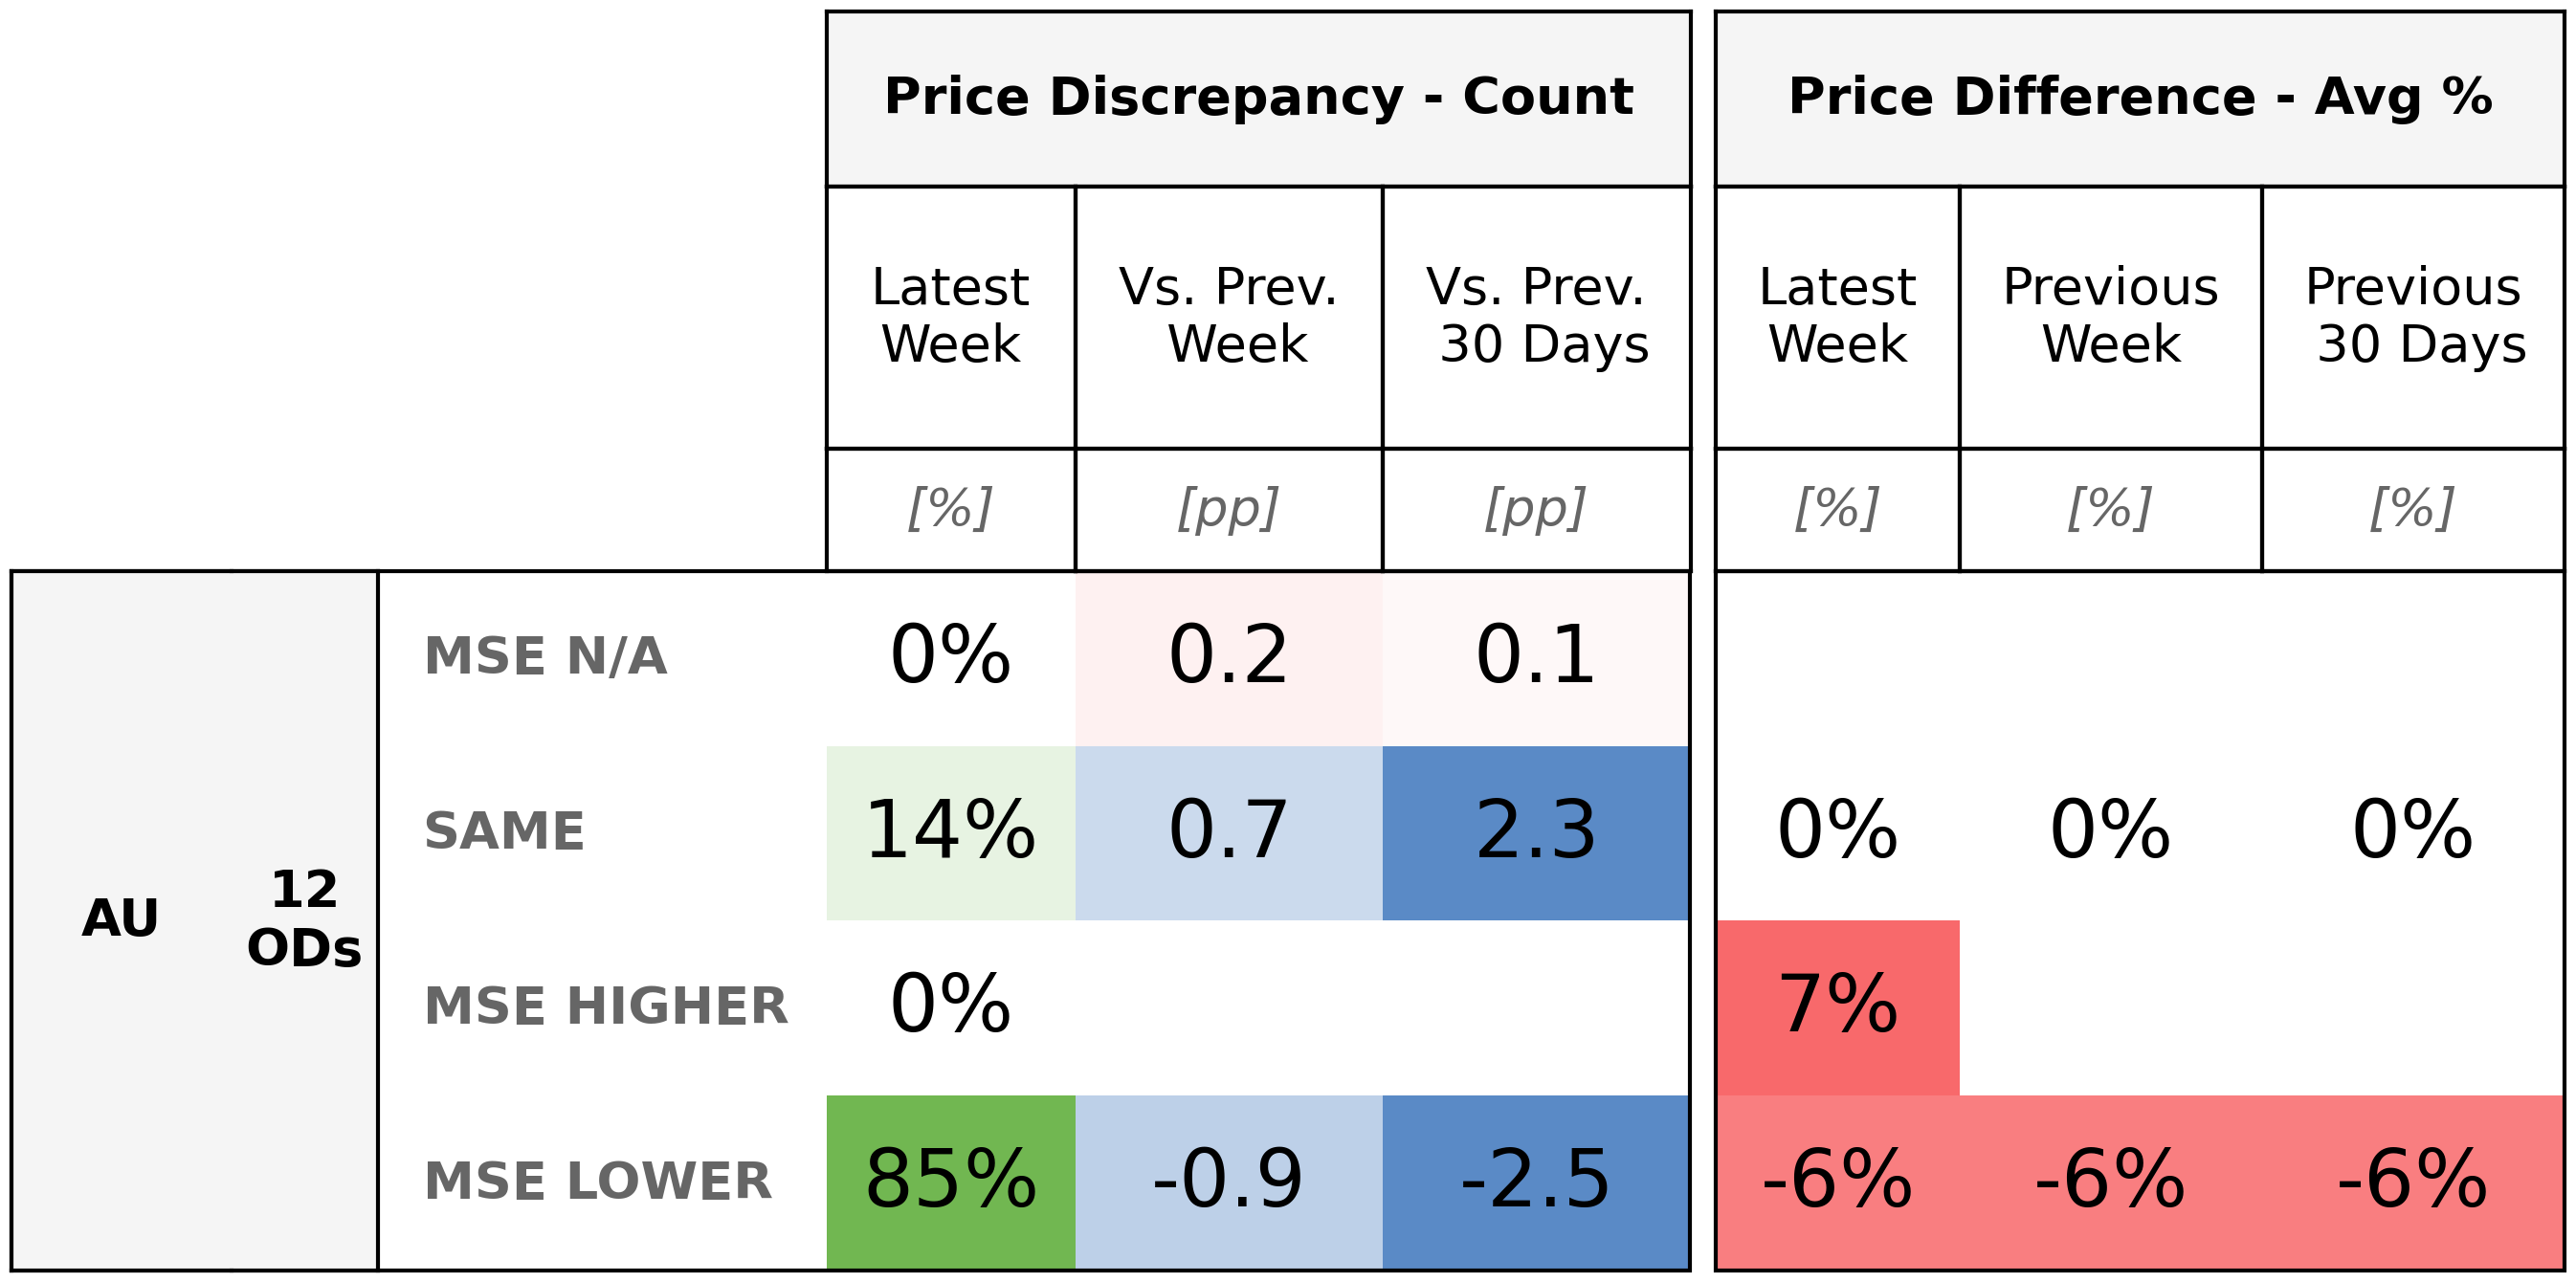 Price Discrepancy - Count
Price Difference - Avg %
Latest
Week
Vs. Prev.
Week
Vs. Prev.
30 Days
Latest
Week
Previous
Week
Previous
30 Days
[%]
[pp]
[pp]
[%]
[%]
[%]
AU
12
ODs
MSE N/A
0%
0.2
0.1
SAME
14%
0.7
2.3
0%
0%
0%
MSE HIGHER
0%
7%
MSE LOWER
85%
-0.9
-2.5
-6%
-6%
-6%